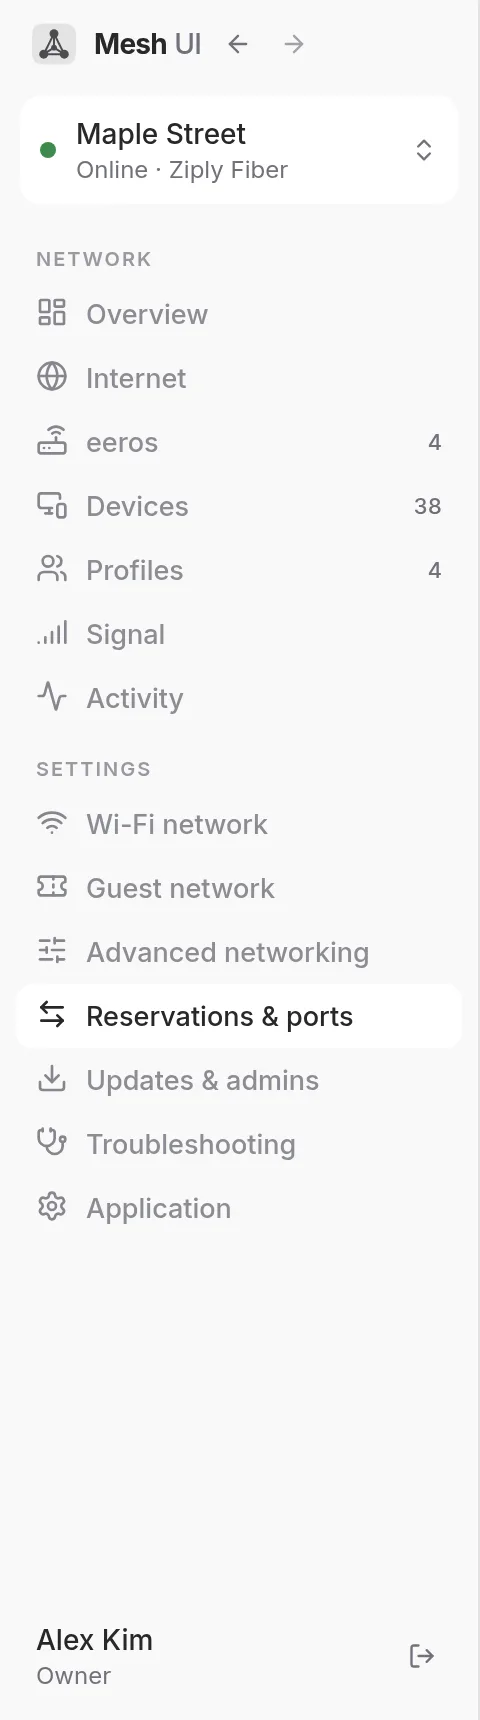 Mesh UI
Maple Street
Online · Ziply Fiber
NETWORK
Overview
Internet
eeros 4
Devices 38
Profiles 4
Signal
Activity
SETTINGS
Wi-Fi network
Guest network
Advanced networking
Reservations & ports
Updates & admins
Troubleshooting
Application
Alex Kim
Owner